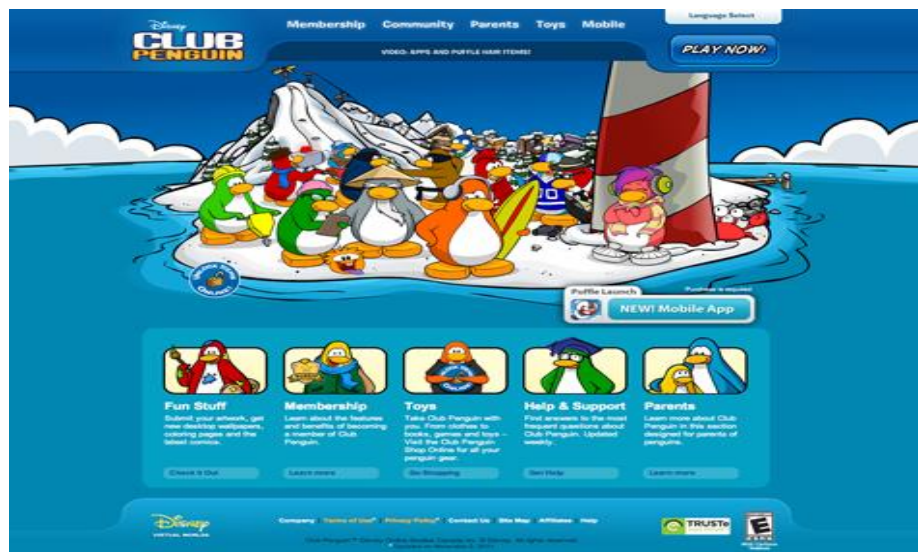 Disney
CLUB
PENGUIN
Membership Community Parents Toys Mobile
Language Select
PLAY NOW!
VIDEO: APPS AND PUFFLE HAIR ITEMS!
UNLOCK ITEMS
ONLINE!
Puffle Launch
Purchase is required
NEW! Mobile App
Fun Stuff
Submit your artwork, get
new desktop wallpapers,
coloring pages and the
latest comics.
Check it Out
Membership
Learn about the features
and benefits of becoming
a member of Club
Penguin.
Learn more
Toys
Take Club Penguin with
you. From clothes to
books, games and toys –
Visit the Club Penguin
Shop Online for all your
penguin gear.
Go Shopping
Help & Support
Find answers to the most
frequent questions about
Club Penguin. Updated
weekly.
Get Help
Parents
Learn more about Club
Penguin in this section
designed for parents of
penguins.
Learn more
Disney
VIRTUAL WORLDS
Company Terms of Use* Privacy Policy* Contact Us Site Map Affiliates Help
TRUSTe
E